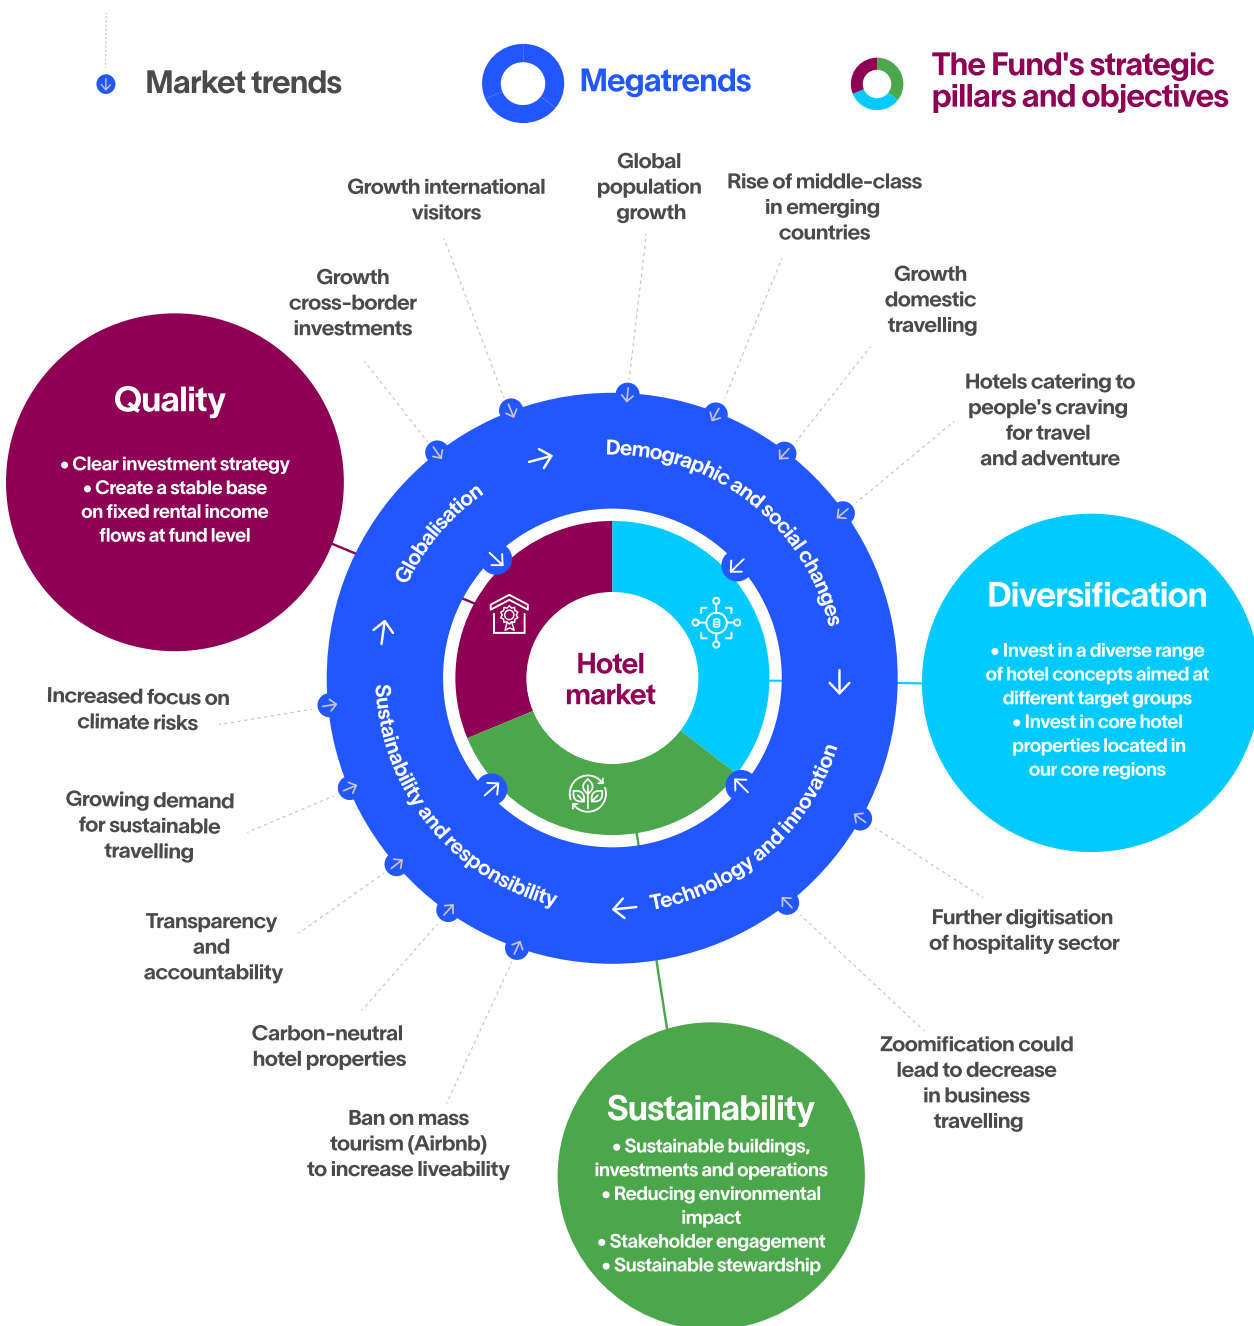 Market trends
Megatrends
The Fund's strategic
pillars and objectives
Growth international
visitors
Global
population
growth
Rise of middle-class
in emerging
countries
Growth
cross-border
investments
Growth
domestic
travelling
Hotels catering to
people's craving
for travel
and adventure
Quality
• Clear investment strategy
• Create a stable base
on fixed rental income
flows at fund level
Globalisation
Demographic and social changes
Hotel
market
Diversification
• Invest in a diverse range
of hotel concepts aimed at
different target groups
• Invest in core hotel
properties located in
our core regions
Sustainability and responsibility
Technology and innovation
Increased focus on
climate risks
Growing demand
for sustainable
travelling
Transparency
and
accountability
Carbon-neutral
hotel properties
Ban on mass
tourism (Airbnb)
to increase liveability
Further digitisation
of hospitality sector
Zoomification could
lead to decrease
in business
travelling
Sustainability
• Sustainable buildings,
investments and operations
• Reducing environmental
impact
• Stakeholder engagement
• Sustainable stewardship